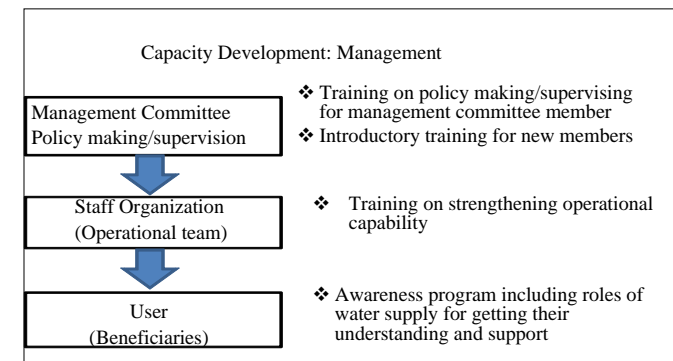 Capacity Development: Management
Management Committee
Policy making/supervision
❖ Training on policy making/supervising
for management committee member
❖ Introductory training for new members
Staff Organization
(Operational team)
❖ Training on strengthening operational
capability
User
(Beneficiaries)
❖ Awareness program including roles of
water supply for getting their
understanding and support